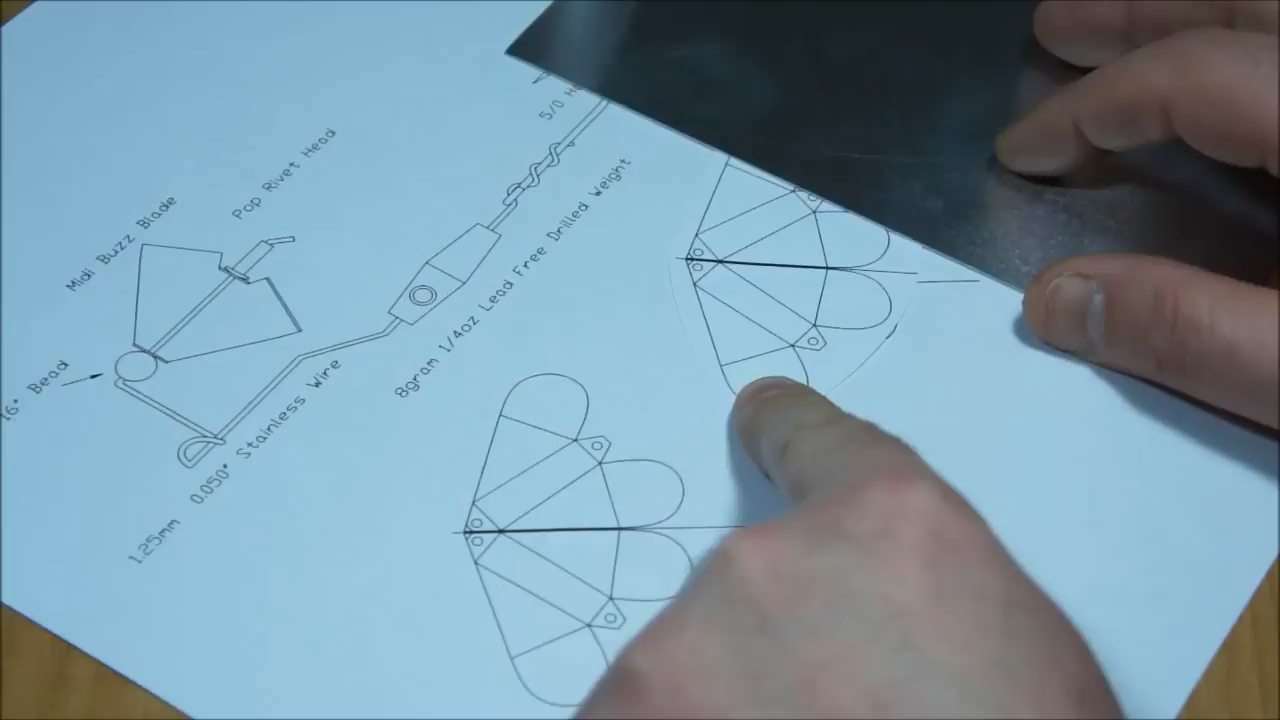 5/0
Pop Rivet Head
Midi Buzz Blade
8gram 1/4oz Lead Free Drilled Weight
Bead
1.25mm 0.050" Stainless Wire